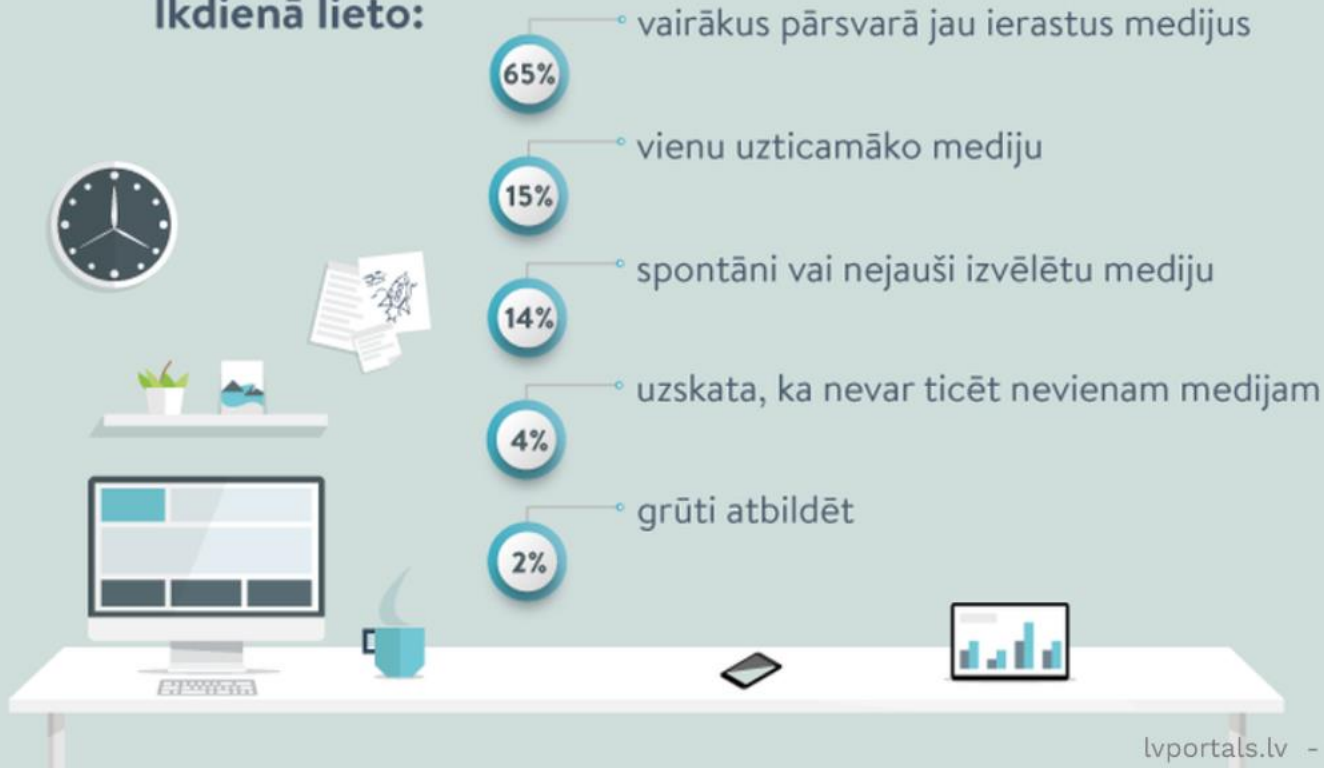 Ikdienā lieto:
vairākus pārsvarā jau ierastus medijus
65%
vienu uzticamāko mediju
15%
spontāni vai nejauši izvēlētu mediju
14%
uzskata, ka nevar ticēt nevienam medijam
4%
grūti atbildēt
2%
lvportals.lv -